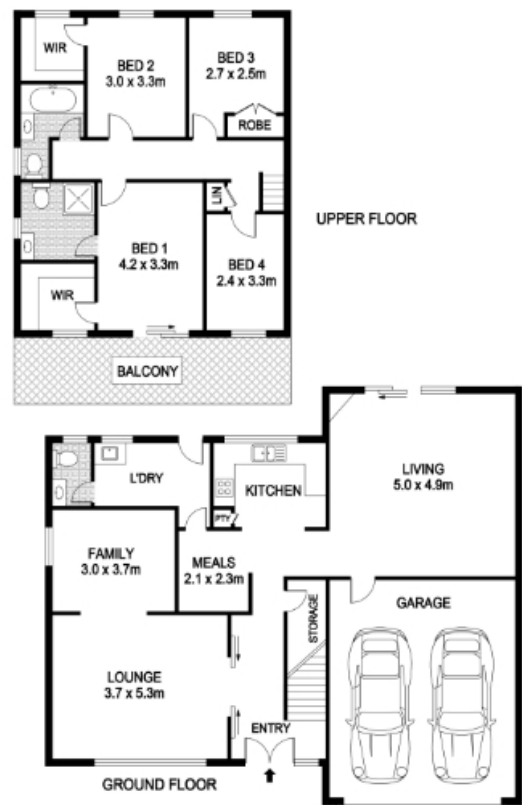 WIR
BED 2
3.0 x 3.3m
BED 3
2.7 x 2.5m
ROBE
LIN
UPPER FLOOR
BED 1
4.2 x 3.3m
BED 4
2.4 x 3.3m
WIR
BALCONY
L'DRY
KITCHEN
LIVING
5.0 x 4.9m
PTY
FAMILY
3.0 x 3.7m
MEALS
2.1 x 2.3m
STORAGE
GARAGE
LOUNGE
3.7 x 5.3m
ENTRY
GROUND FLOOR